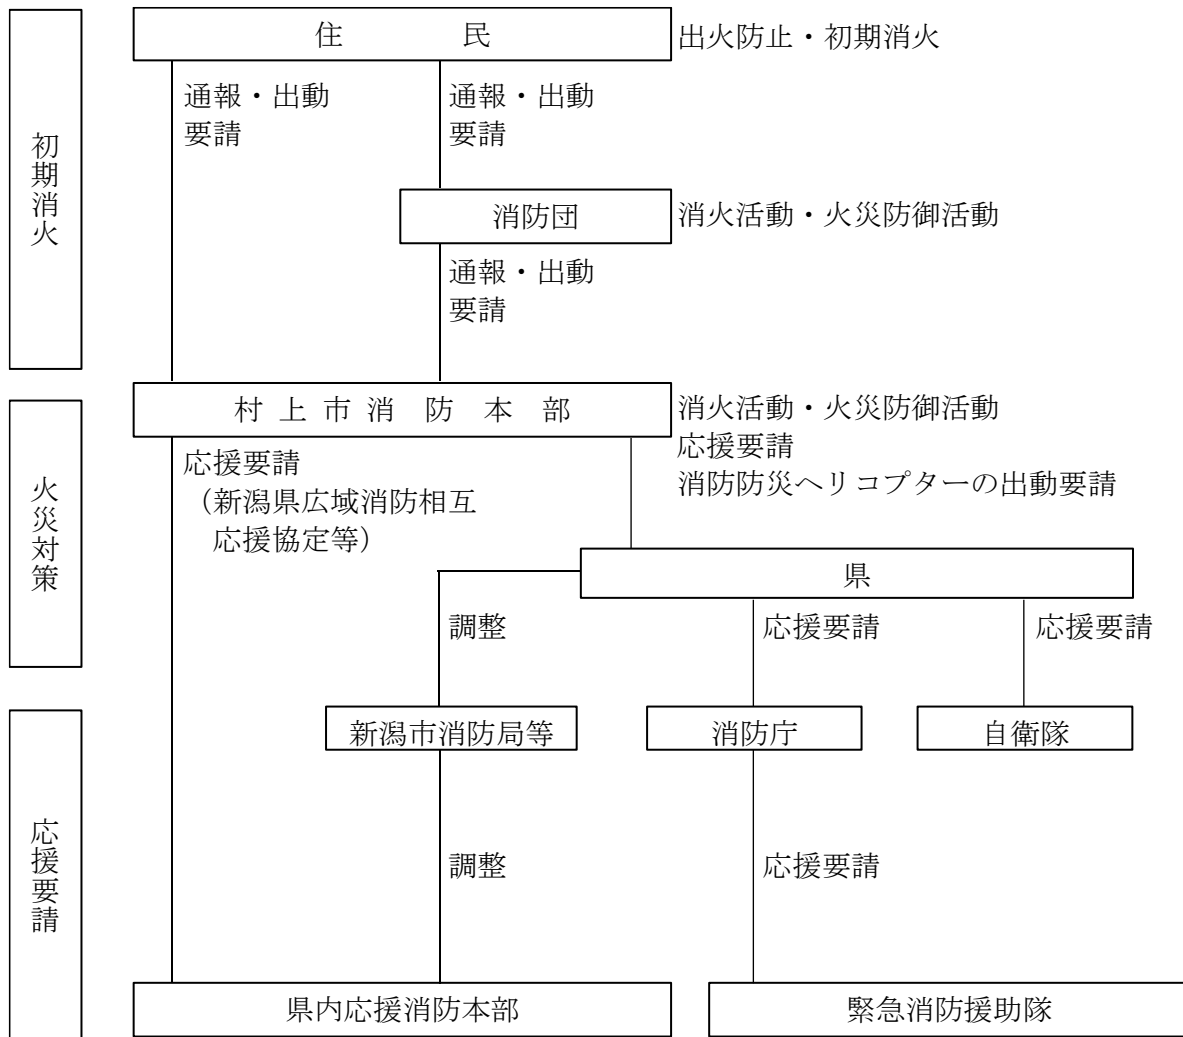 住民
出火防止・初期消火
通報・出動
要請
通報・出動
要請
初期消火
消防団
消火活動・火災防御活動
通報・出動
要請
村上市消防本部
消火活動・火災防御活動
応援要請
消防防災ヘリコプターの出動要請
応援要請
（新潟県広域消防相互
応援協定等）
火災対策
県
調整
応援要請
応援要請
新潟市消防局等
消防庁
自衛隊
応援要請
調整
応援要請
県内応援消防本部
緊急消防援助隊